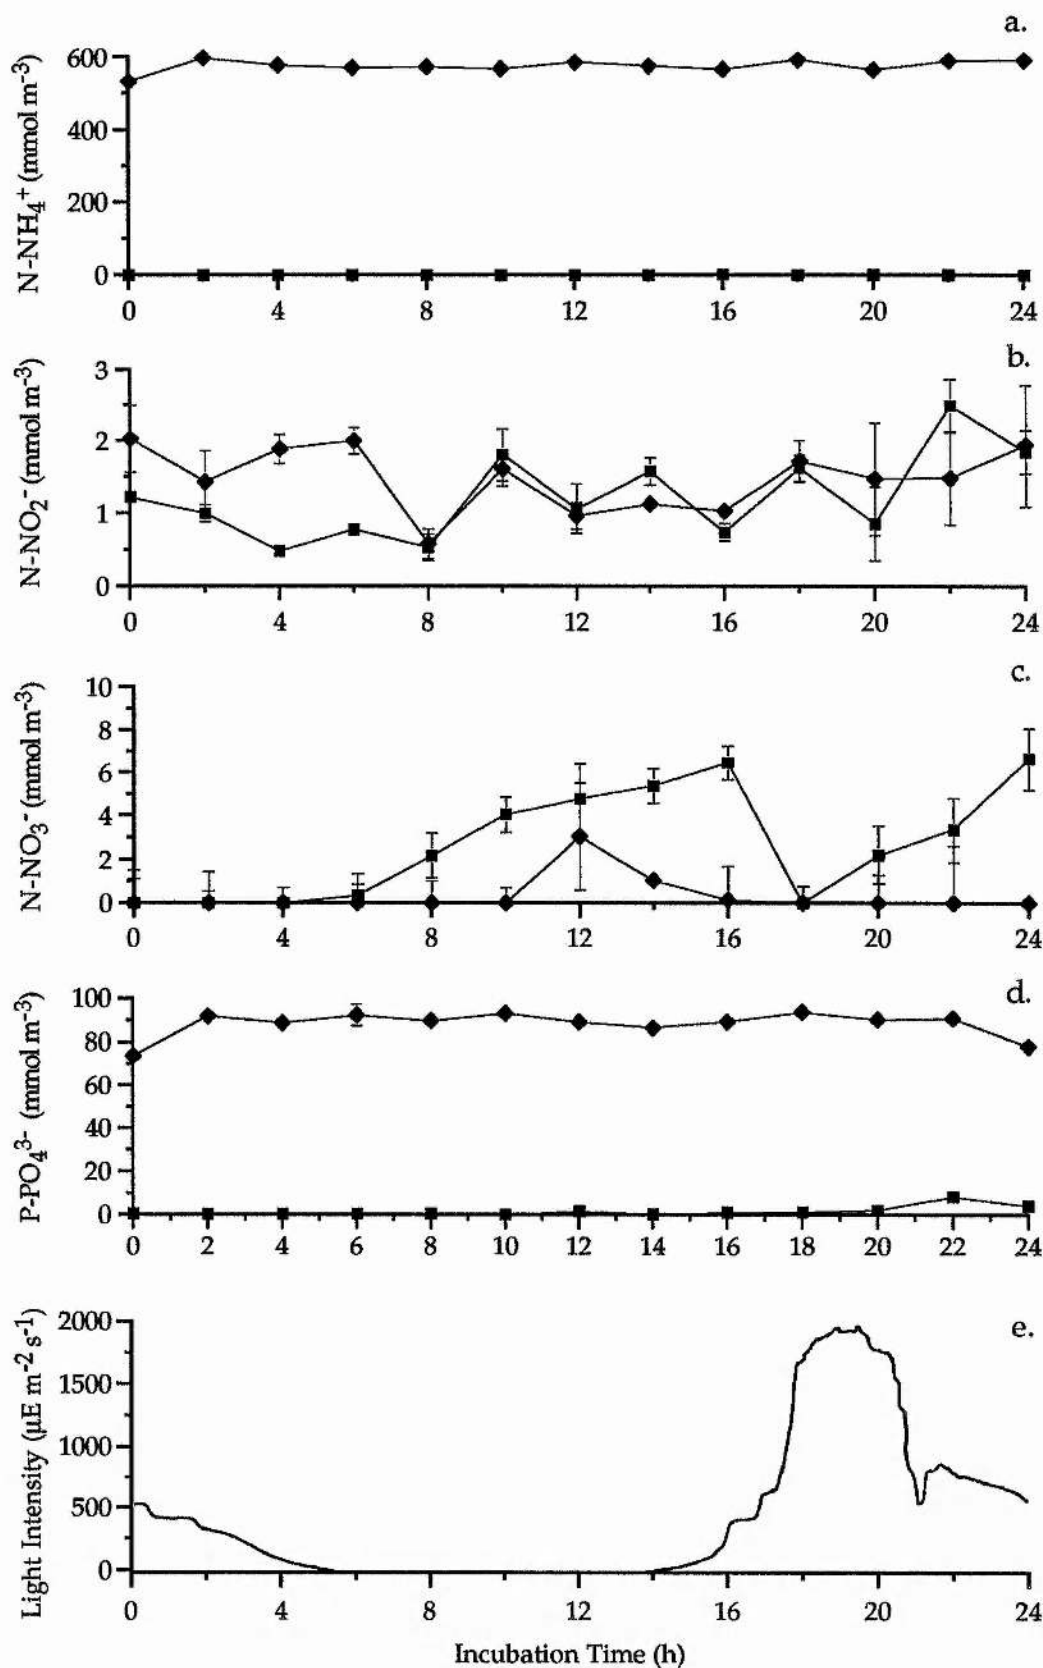 a.
N-NH₄⁺ (mmol m⁻³)
600
400
200
0
0 4 8 12 16 20 24
b.
N-NO₂⁻ (mmol m⁻³)
3
2
1
0
0 4 8 12 16 20 24
c.
N-NO₃⁻ (mmol m⁻³)
10
8
6
4
2
0
0 4 8 12 16 20 24
d.
P-PO₄³⁻ (mmol m⁻³)
100
80
60
40
20
0
0 2 4 6 8 10 12 14 16 18 20 22 24
e.
Light Intensity (µE m⁻² s⁻¹)
2000
1500
1000
500
0
0 4 8 12 16 20 24
Incubation Time (h)